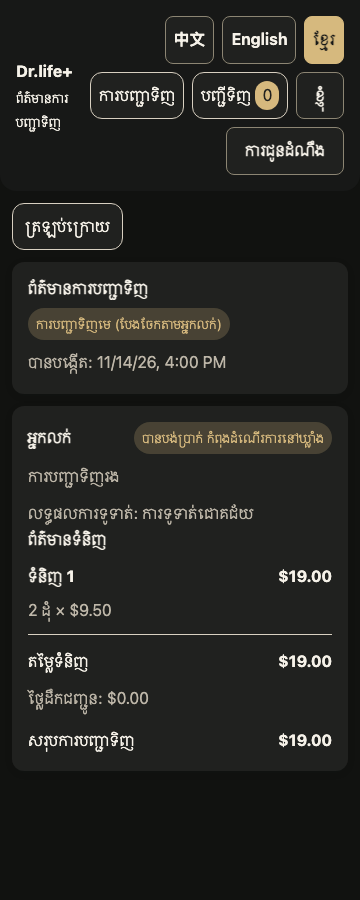 中文
English
ខ្មែរ
Dr.life+
ព័ត៌មានការបញ្ជាទិញ
ការបញ្ជាទិញ
បញ្ជីទិញ 0
ខ្ញុំ
ការជូនដំណឹង
ត្រឡប់ក្រោយ
ព័ត៌មានការបញ្ជាទិញ
ការបញ្ជាទិញមេ (បែងចែកតាមអ្នកលក់)
បានបង្កើត: 11/14/26, 4:00 PM
អ្នកលក់
បានបង់ប្រាក់ កំពុងដំណើរការនៅឃ្លាំង
ការបញ្ជាទិញរង
លទ្ធផលការទូទាត់: ការទូទាត់ជោគជ័យ
ព័ត៌មានទំនិញ
ទំនិញ 1 $19.00
2 ដុំ × $9.50
តម្លៃទំនិញ $19.00
ថ្លៃដឹកជញ្ជូន: $0.00
សរុបការបញ្ជាទិញ $19.00